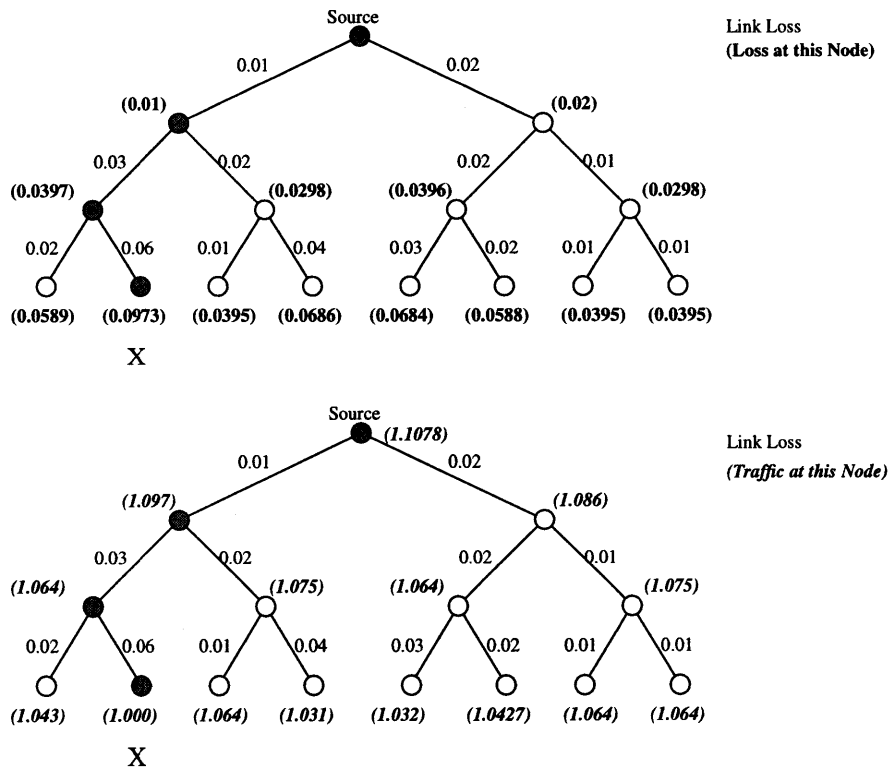 Source
Link Loss
(Loss at this Node)
0.01 0.02
(0.01) (0.02)
0.03 0.02 0.02 0.01
(0.0397) (0.0298) (0.0396) (0.0298)
0.02 0.06 0.01 0.04 0.03 0.02 0.01 0.01
(0.0589) (0.0973) (0.0395) (0.0686) (0.0684) (0.0588) (0.0395) (0.0395)
X
Source
(1.1078)
Link Loss
(Traffic at this Node)
0.01 0.02
(1.097) (1.086)
0.03 0.02 0.02 0.01
(1.064) (1.075) (1.064) (1.075)
0.02 0.06 0.01 0.04 0.03 0.02 0.01 0.01
(1.043) (1.000) (1.064) (1.031) (1.032) (1.0427) (1.064) (1.064)
X